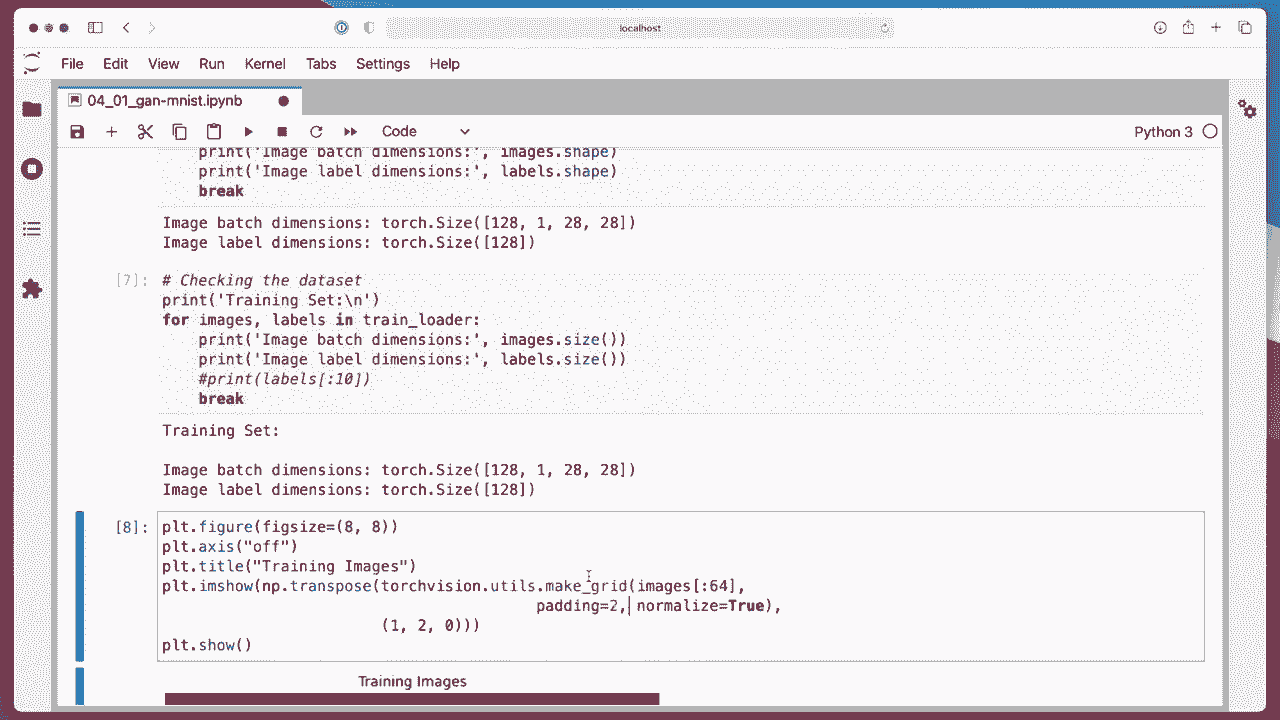 localhost
File Edit View Run Kernel Tabs Settings Help
04_01_gan-mnist.ipynb
Code Python 3
print('Image batch dimensions:', images.shape)
print('Image label dimensions:', labels.shape)
break
Image batch dimensions: torch.Size([128, 1, 28, 28])
Image label dimensions: torch.Size([128])
[7]: # Checking the dataset
print('Training Set:\n')
for images, labels in train_loader:
print('Image batch dimensions:', images.size())
print('Image label dimensions:', labels.size())
#print(labels[:10])
break
Training Set:
Image batch dimensions: torch.Size([128, 1, 28, 28])
Image label dimensions: torch.Size([128])
[8]: plt.figure(figsize=(8, 8))
plt.axis("off")
plt.title("Training Images")
plt.imshow(np.transpose(torchvision.utils.make_grid(images[:64],
padding=2, normalize=True),
(1, 2, 0)))
plt.show()
Training Images